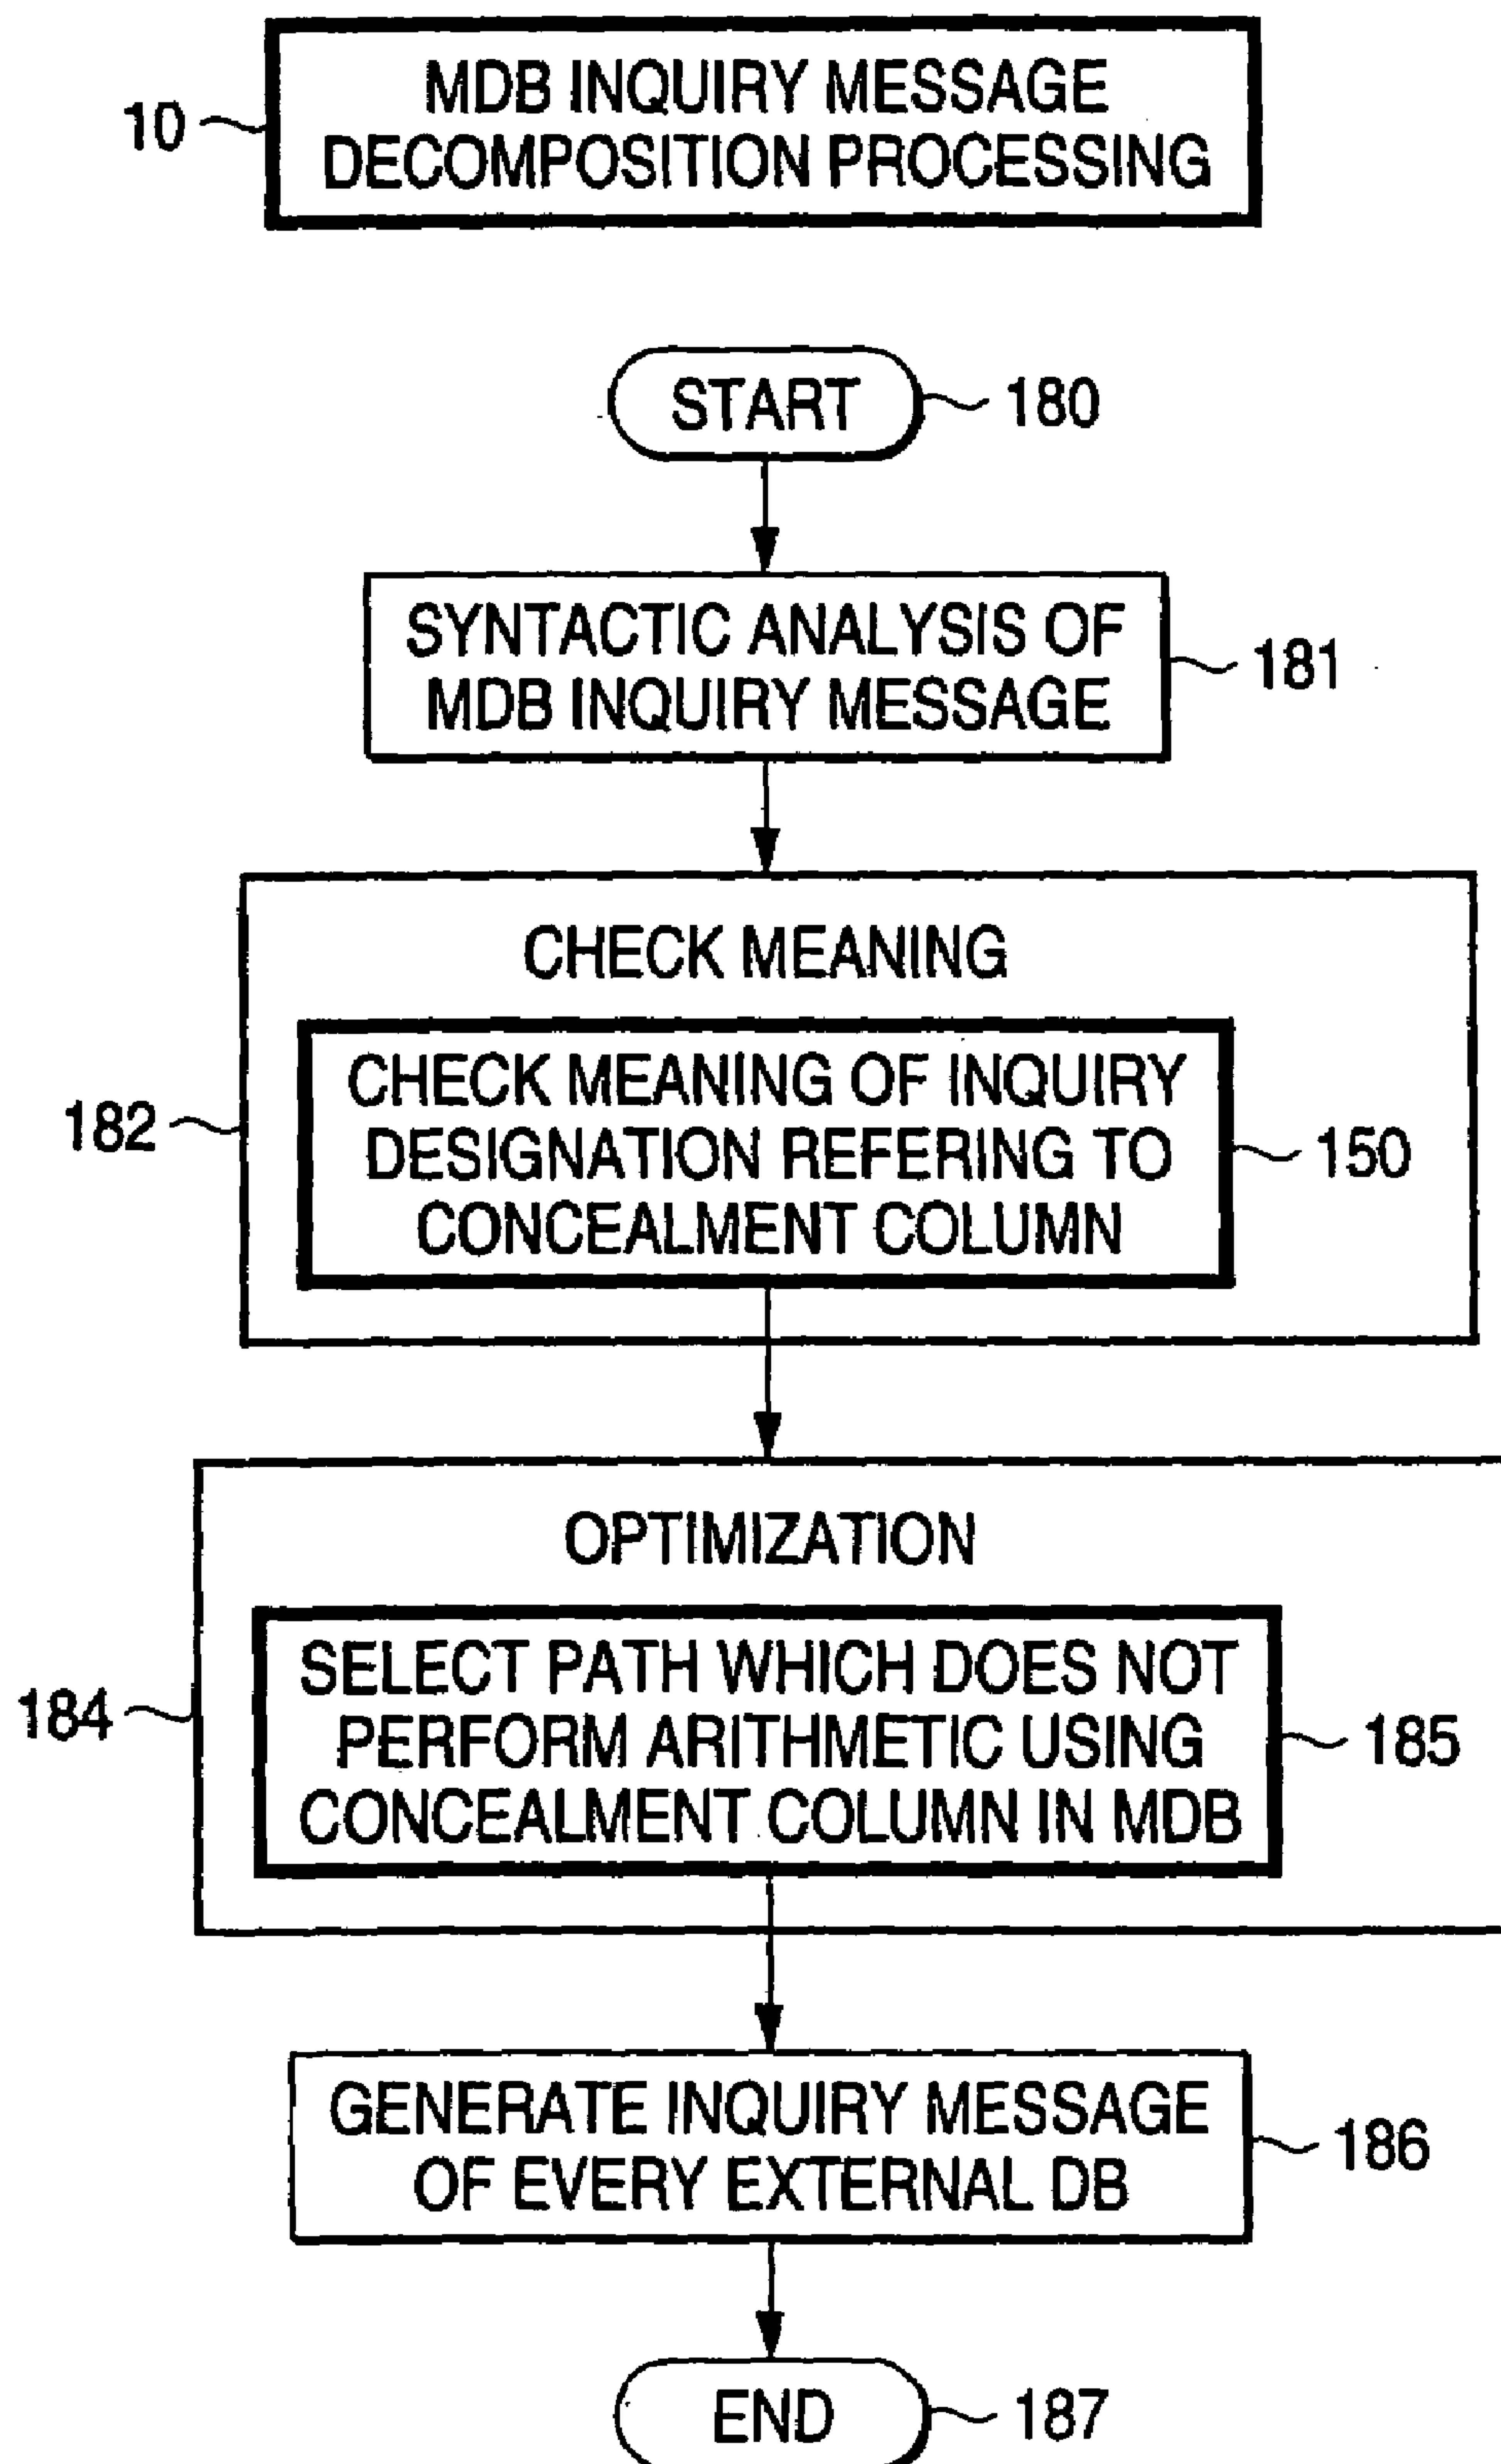 MDB INQUIRY MESSAGE
DECOMPOSITION PROCESSING
10
START
180
SYNTACTIC ANALYSIS OF
MDB INQUIRY MESSAGE
181
CHECK MEANING
CHECK MEANING OF INQUIRY
DESIGNATION REFERING TO
CONCEALMENT COLUMN
182
150
OPTIMIZATION
SELECT PATH WHICH DOES NOT
PERFORM ARITHMETIC USING
CONCEALMENT COLUMN IN MDB
184
185
GENERATE INQUIRY MESSAGE
OF EVERY EXTERNAL DB
186
END
187